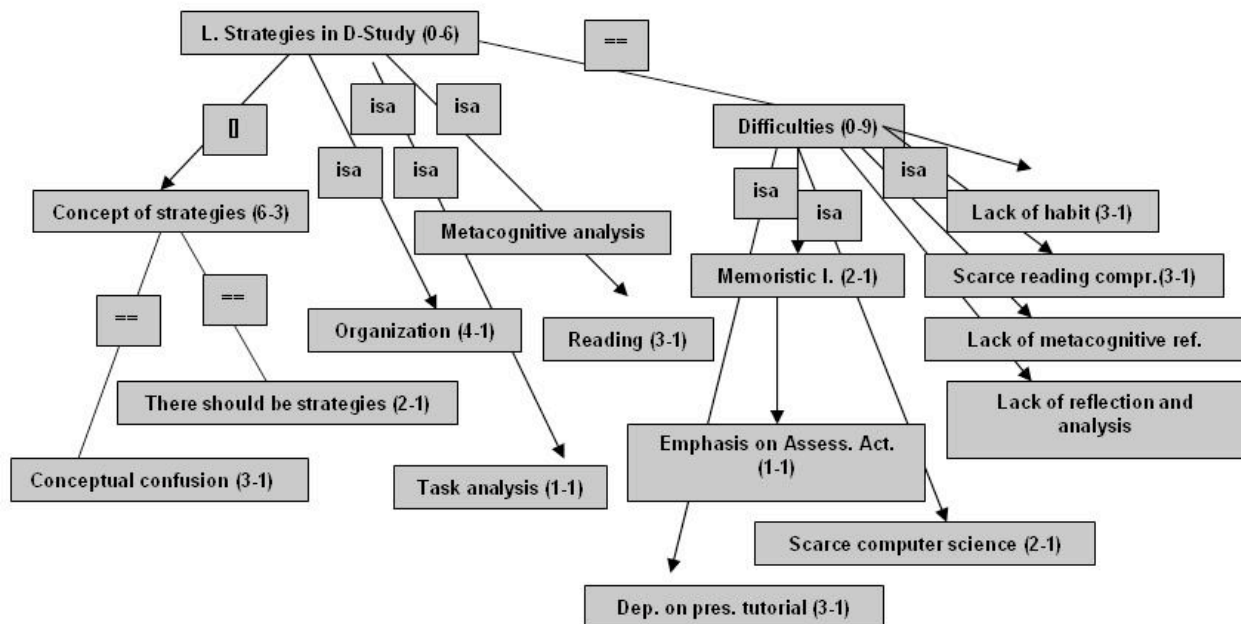 L. Strategies in D-Study (0-6)
==
isa
isa
[]
Difficulties (0-9)
isa
isa
isa
isa
isa
Concept of strategies (6-3)
Metacognitive analysis
Lack of habit (3-1)
Memoristic l. (2-1)
Scarce reading compr.(3-1)
==
==
Organization (4-1)
Reading (3-1)
Lack of metacognitive ref.
There should be strategies (2-1)
Lack of reflection and
analysis
Emphasis on Assess. Act.
(1-1)
Conceptual confusion (3-1)
Task analysis (1-1)
Scarce computer science (2-1)
Dep. on pres. tutorial (3-1)